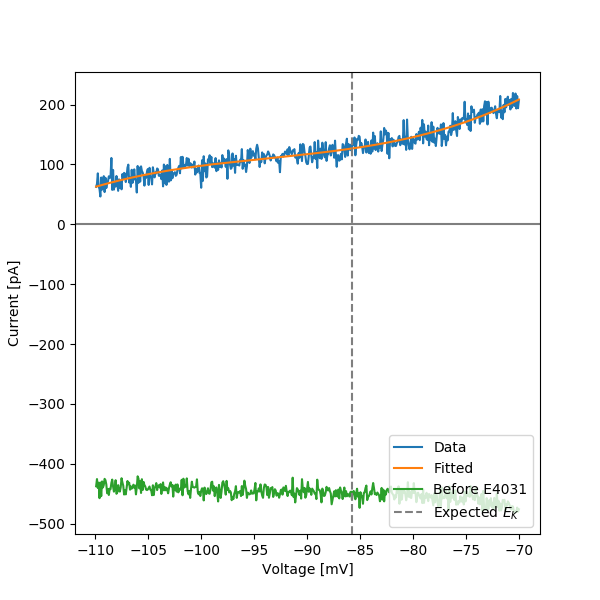 200
100
0
−100
−200
−300
−400
−500
Current [pA]
Data
Fitted
Before E4031
Expected E_K
−110 −105 −100 −95 −90 −85 −80 −75 −70
Voltage [mV]